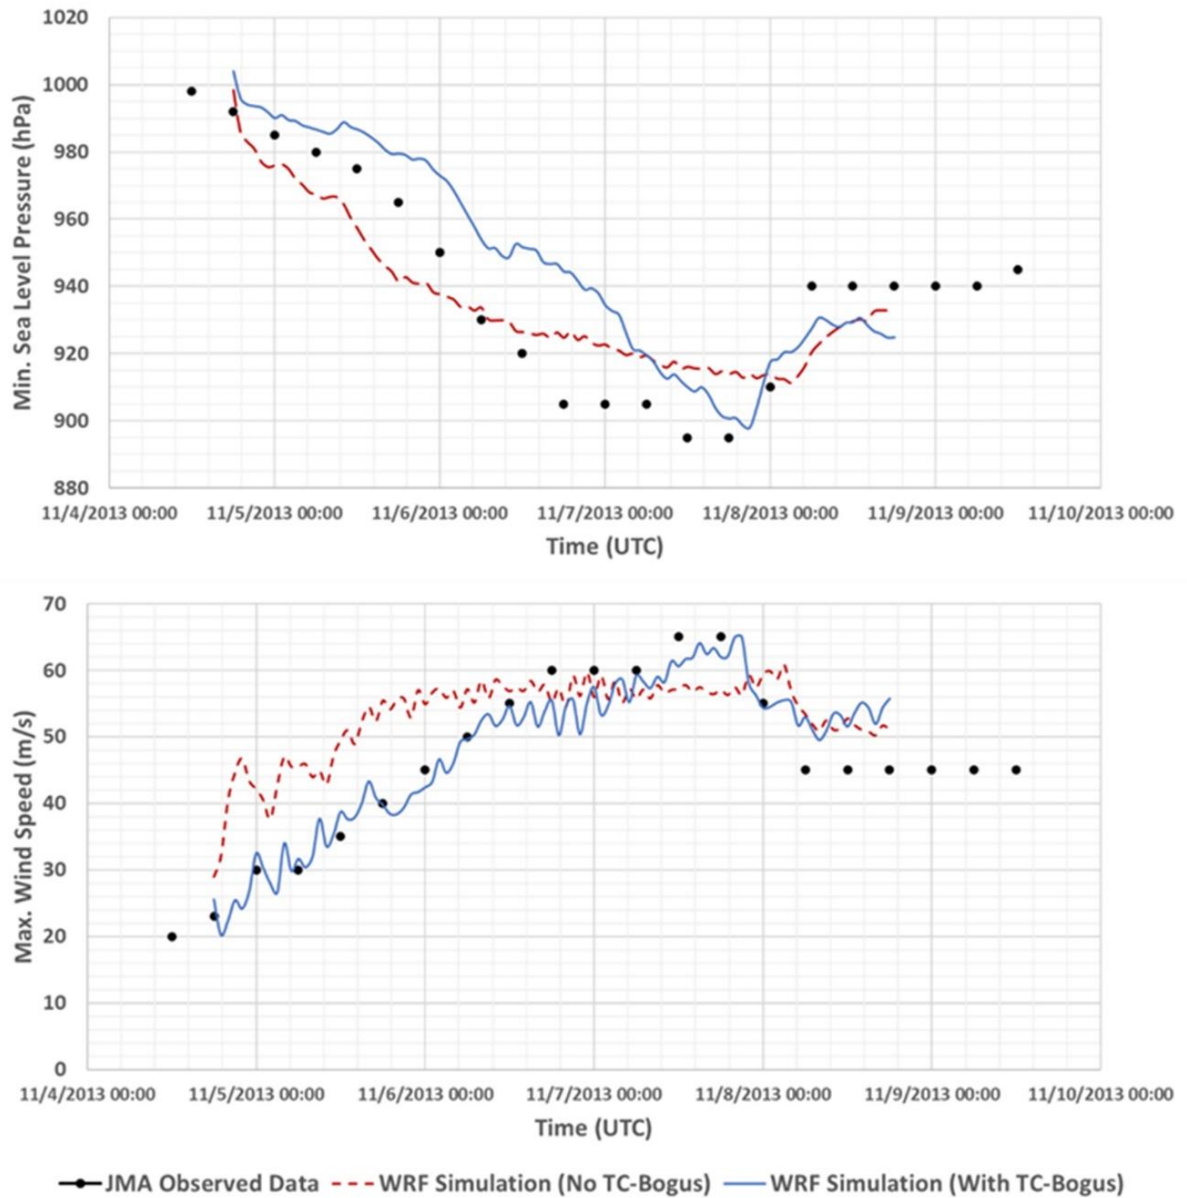 1020
1000
980
960
940
920
900
880
Min. Sea Level Pressure (hPa)
11/4/2013 00:00 11/5/2013 00:00 11/6/2013 00:00 11/7/2013 00:00 11/8/2013 00:00 11/9/2013 00:00 11/10/2013 00:00
Time (UTC)
70
60
50
40
30
20
10
0
Max. Wind Speed (m/s)
11/4/2013 00:00 11/5/2013 00:00 11/6/2013 00:00 11/7/2013 00:00 11/8/2013 00:00 11/9/2013 00:00 11/10/2013 00:00
Time (UTC)
JMA Observed Data WRF Simulation (No TC-Bogus) WRF Simulation (With TC-Bogus)